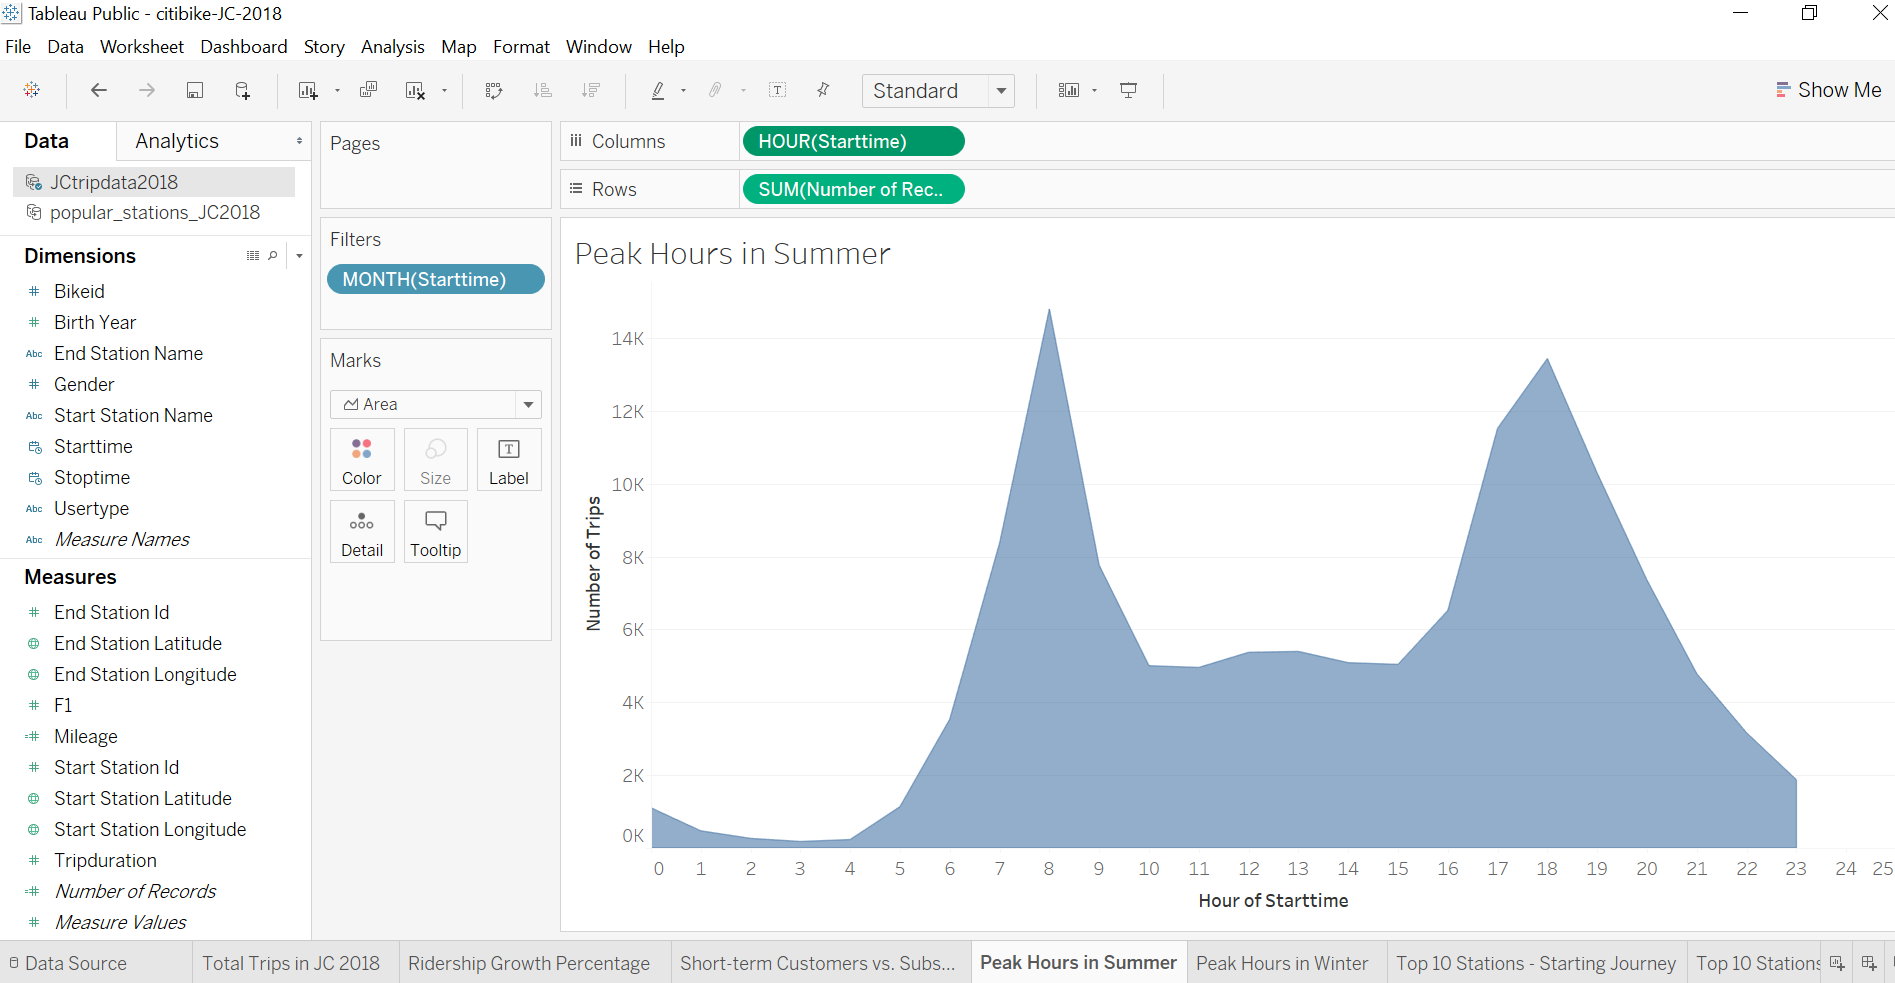 Tableau Public - citibike-JC-2018
File Data Worksheet Dashboard Story Analysis Map Format Window Help
Standard
Show Me
Data Analytics
JCtripdata2018
popular_stations_JC2018
Dimensions
# Bikeid
# Birth Year
Abc End Station Name
# Gender
Abc Start Station Name
Starttime
Stoptime
Abc Usertype
Abc Measure Names
Measures
# End Station Id
End Station Latitude
End Station Longitude
# F1
=# Mileage
# Start Station Id
Start Station Latitude
Start Station Longitude
# Tripduration
=# Number of Records
# Measure Values
Pages
Filters
MONTH(Starttime)
Marks
Area
Color Size Label
Detail Tooltip
Columns HOUR(Starttime)
Rows SUM(Number of Rec..
Peak Hours in Summer
Number of Trips
14K
12K
10K
8K
6K
4K
2K
0K
0 1 2 3 4 5 6 7 8 9 10 11 12 13 14 15 16 17 18 19 20 21 22 23 24 25
Hour of Starttime
Data Source Total Trips in JC 2018 Ridership Growth Percentage Short-term Customers vs. Subs... Peak Hours in Summer Peak Hours in Winter Top 10 Stations - Starting Journey Top 10 Stations